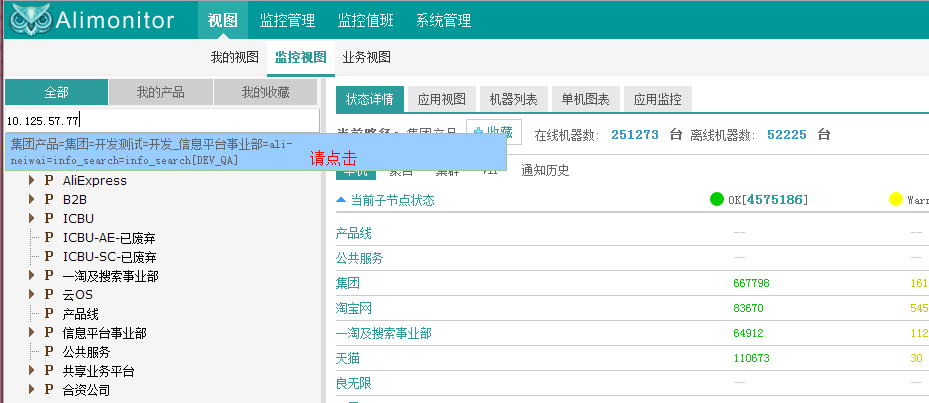 Alimonitor 视图 监控管理 监控值班 系统管理
我的视图 监控视图 业务视图
全部 我的产品 我的收藏
状态详情 应用视图 机器列表 单机图表 应用监控
10.125.57.77
当前路径: 集团产品 收藏 在线机器数: 251273 台 离线机器数: 52225 台
集团产品=集团=开发测试=开发_信息平台事业部=ali-
neiwai=info_search=info_search[DEV_QA]
请点击
通知历史
AliExpress
P B2B
P ICBU
P ICBU-AE-已废弃
P ICBU-SC-已废弃
P 一淘及搜索事业部
P 云OS
P 产品线
P 信息平台事业部
P 公共服务
P 共享业务平台
P 合资公司
当前子节点状态 OK[4575186]
产品线 -- --
公共服务 -- --
集团 667798 161
淘宝网 83670 545
一淘及搜索事业部 64912 112
天猫 110673 30
良无限 -- --